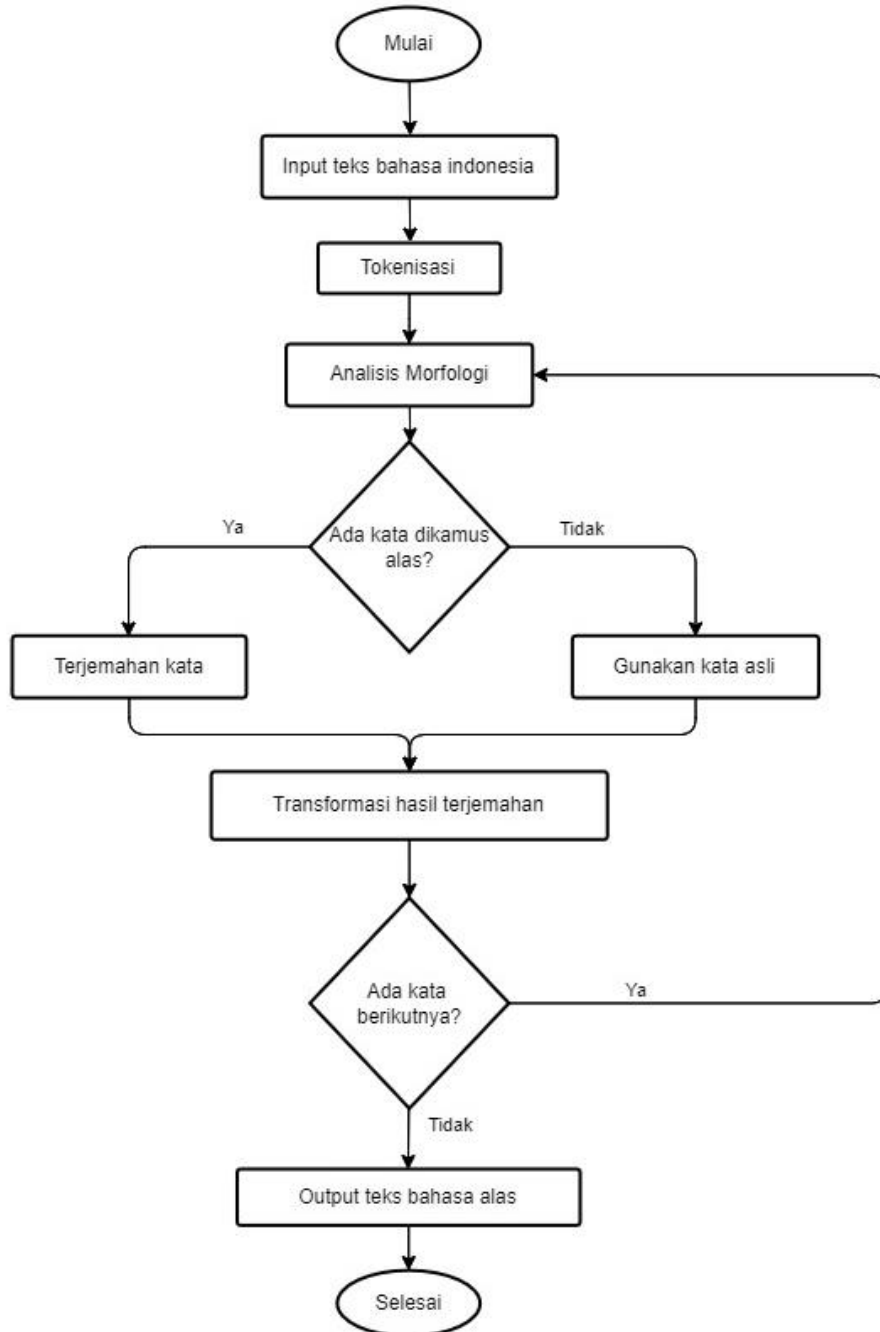 Mulai
Input teks bahasa indonesia
Tokenisasi
Analisis Morfologi
Ya
Ada kata dikamus
alas?
Tidak
Terjemahan kata
Gunakan kata asli
Transformasi hasil terjemahan
Ada kata
berikutnya?
Ya
Tidak
Output teks bahasa alas
Selesai